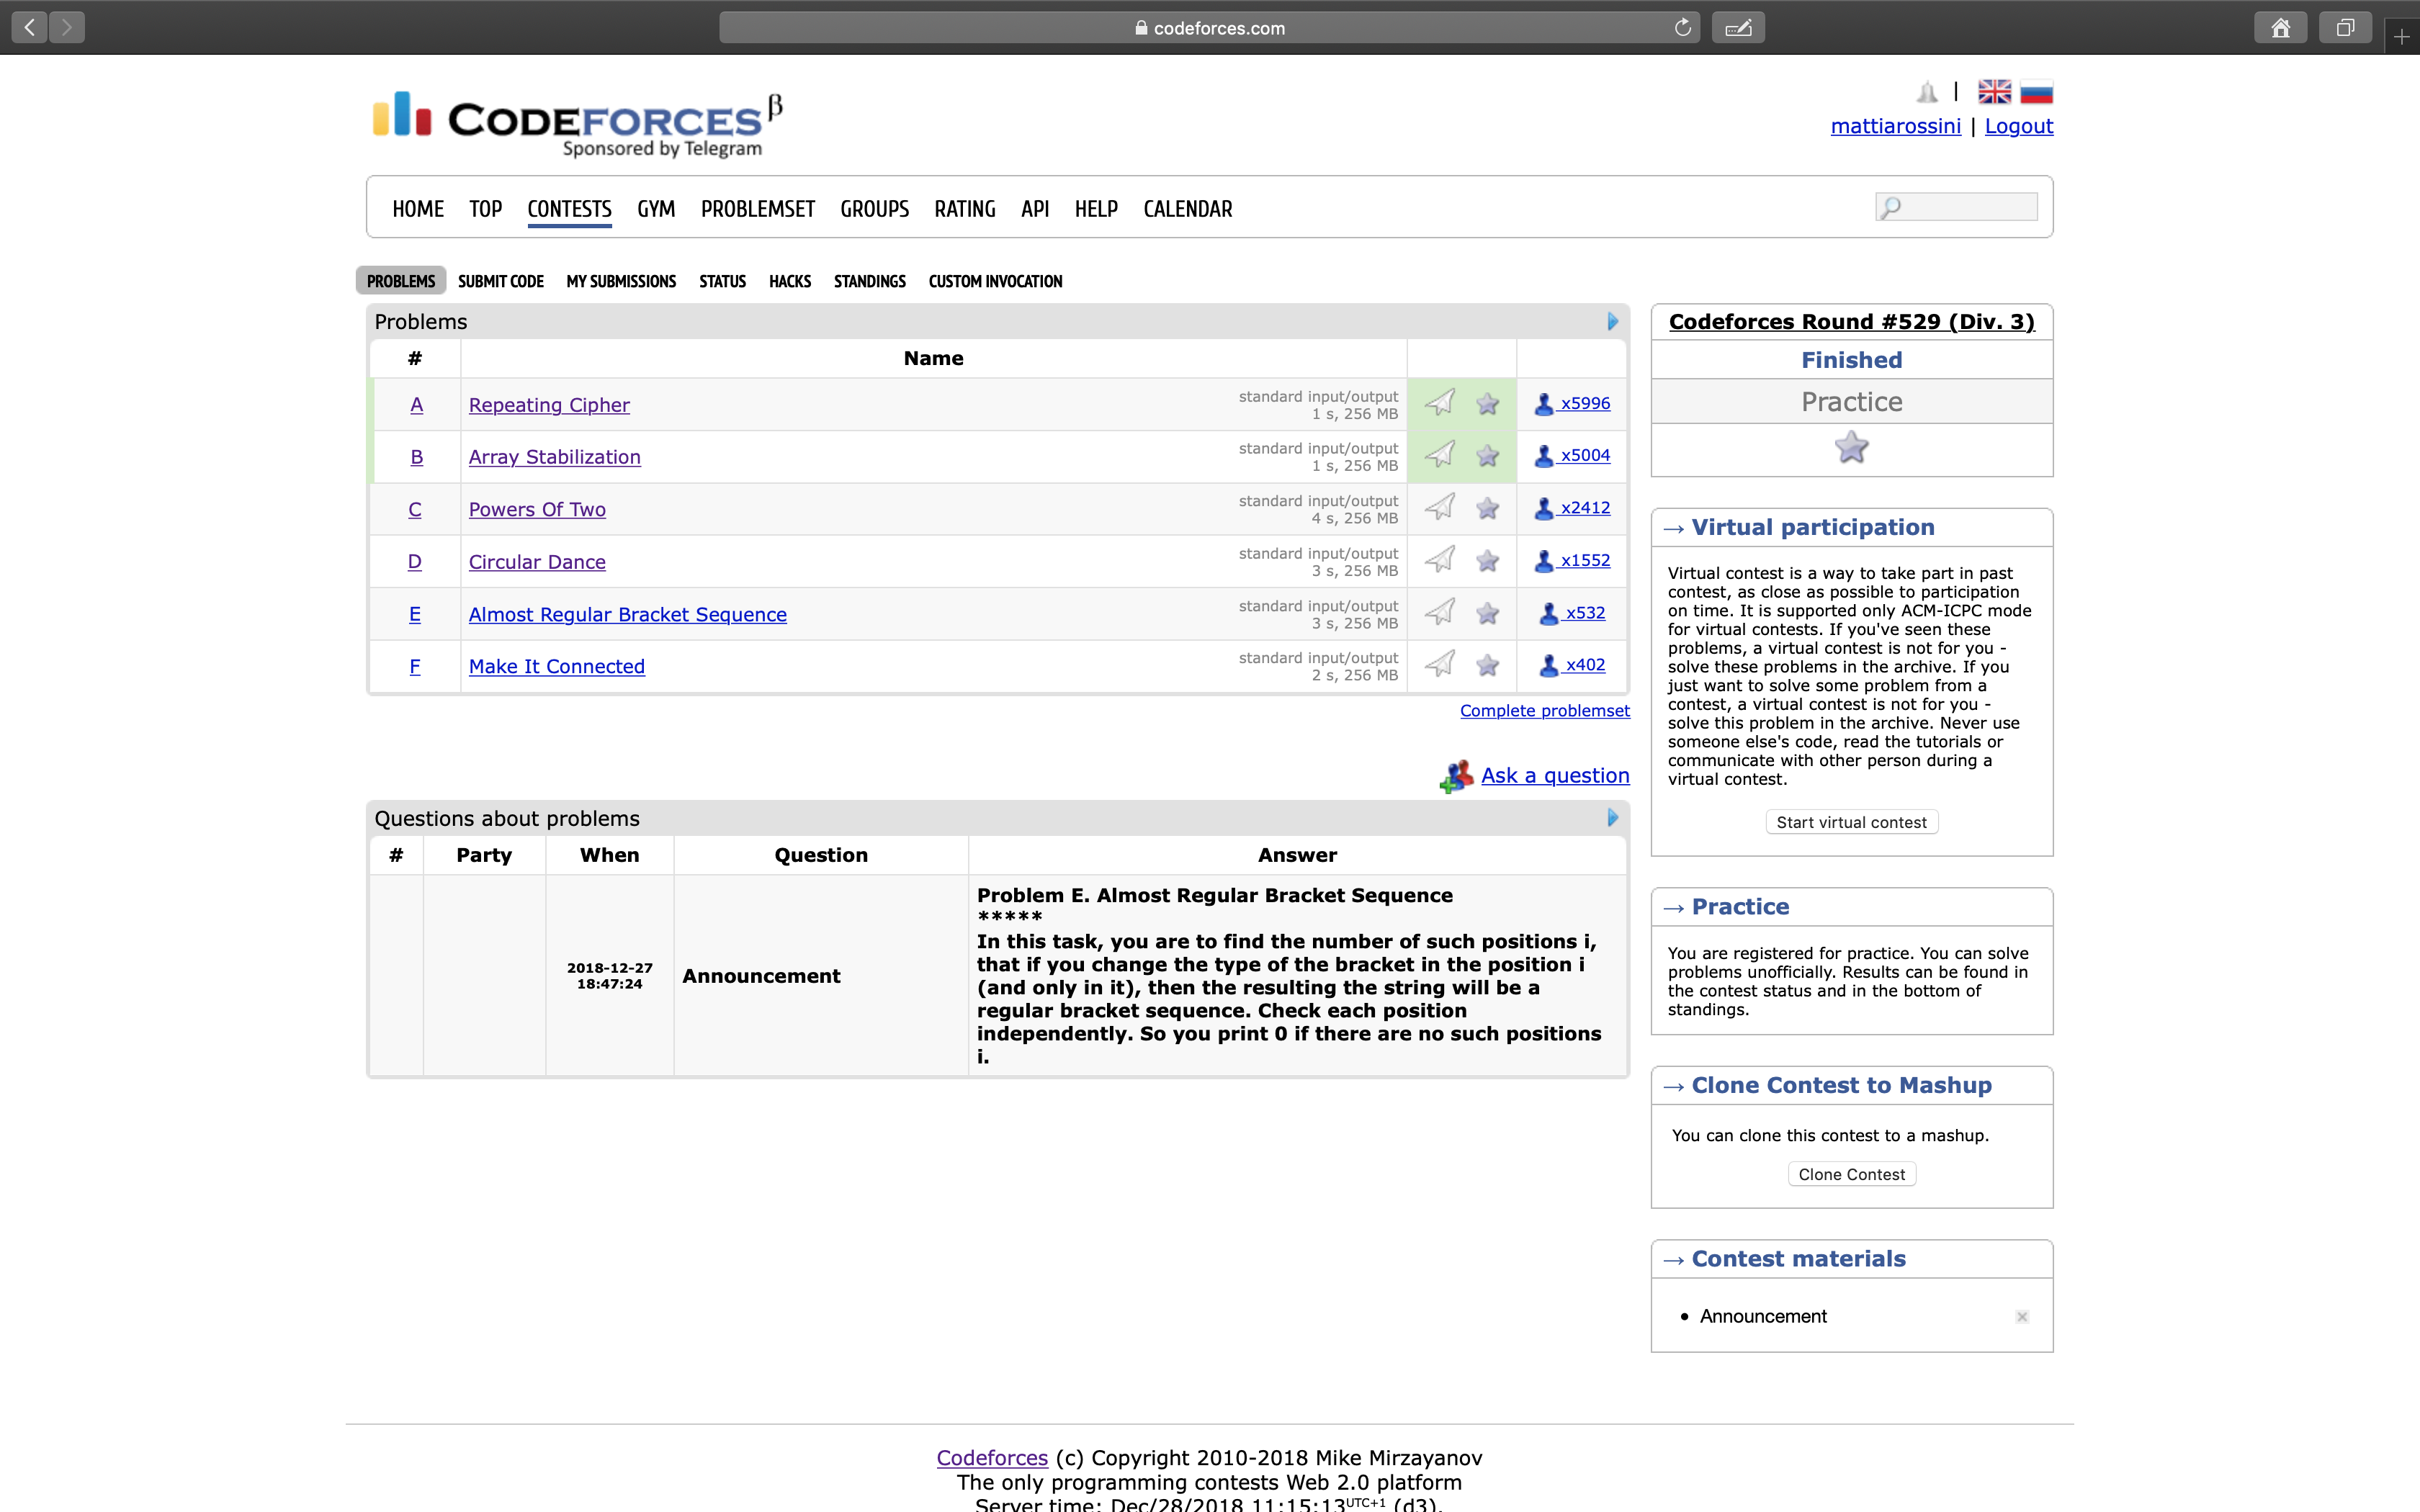 codeforces.com
CODEFORCES β
Sponsored by Telegram
|
mattiarossini | Logout
HOME TOP CONTESTS GYM PROBLEMSET GROUPS RATING API HELP CALENDAR
PROBLEMS SUBMIT CODE MY SUBMISSIONS STATUS HACKS STANDINGS CUSTOM INVOCATION
Problems
# Name
A Repeating Cipher standard input/output 1 s, 256 MB x5996
B Array Stabilization standard input/output 1 s, 256 MB x5004
C Powers Of Two standard input/output 4 s, 256 MB x2412
D Circular Dance standard input/output 3 s, 256 MB x1552
E Almost Regular Bracket Sequence standard input/output 3 s, 256 MB x532
F Make It Connected standard input/output 2 s, 256 MB x402
Complete problemset
Ask a question
Questions about problems
# Party When Question Answer
2018-12-27
18:47:24
Announcement
Problem E. Almost Regular Bracket Sequence
*****
In this task, you are to find the number of such positions i,
that if you change the type of the bracket in the position i
(and only in it), then the resulting the string will be a
regular bracket sequence. Check each position
independently. So you print 0 if there are no such positions
i.
Codeforces Round #529 (Div. 3)
Finished
Practice
→ Virtual participation
Virtual contest is a way to take part in past
contest, as close as possible to participation
on time. It is supported only ACM-ICPC mode
for virtual contests. If you've seen these
problems, a virtual contest is not for you -
solve these problems in the archive. If you
just want to solve some problem from a
contest, a virtual contest is not for you -
solve this problem in the archive. Never use
someone else's code, read the tutorials or
communicate with other person during a
virtual contest.
Start virtual contest
→ Practice
You are registered for practice. You can solve
problems unofficially. Results can be found in
the contest status and in the bottom of
standings.
→ Clone Contest to Mashup
You can clone this contest to a mashup.
Clone Contest
→ Contest materials
• Announcement
Codeforces (c) Copyright 2010-2018 Mike Mirzayanov
The only programming contests Web 2.0 platform
Server time: Dec/28/2018 11:15:13UTC+1 (d3).